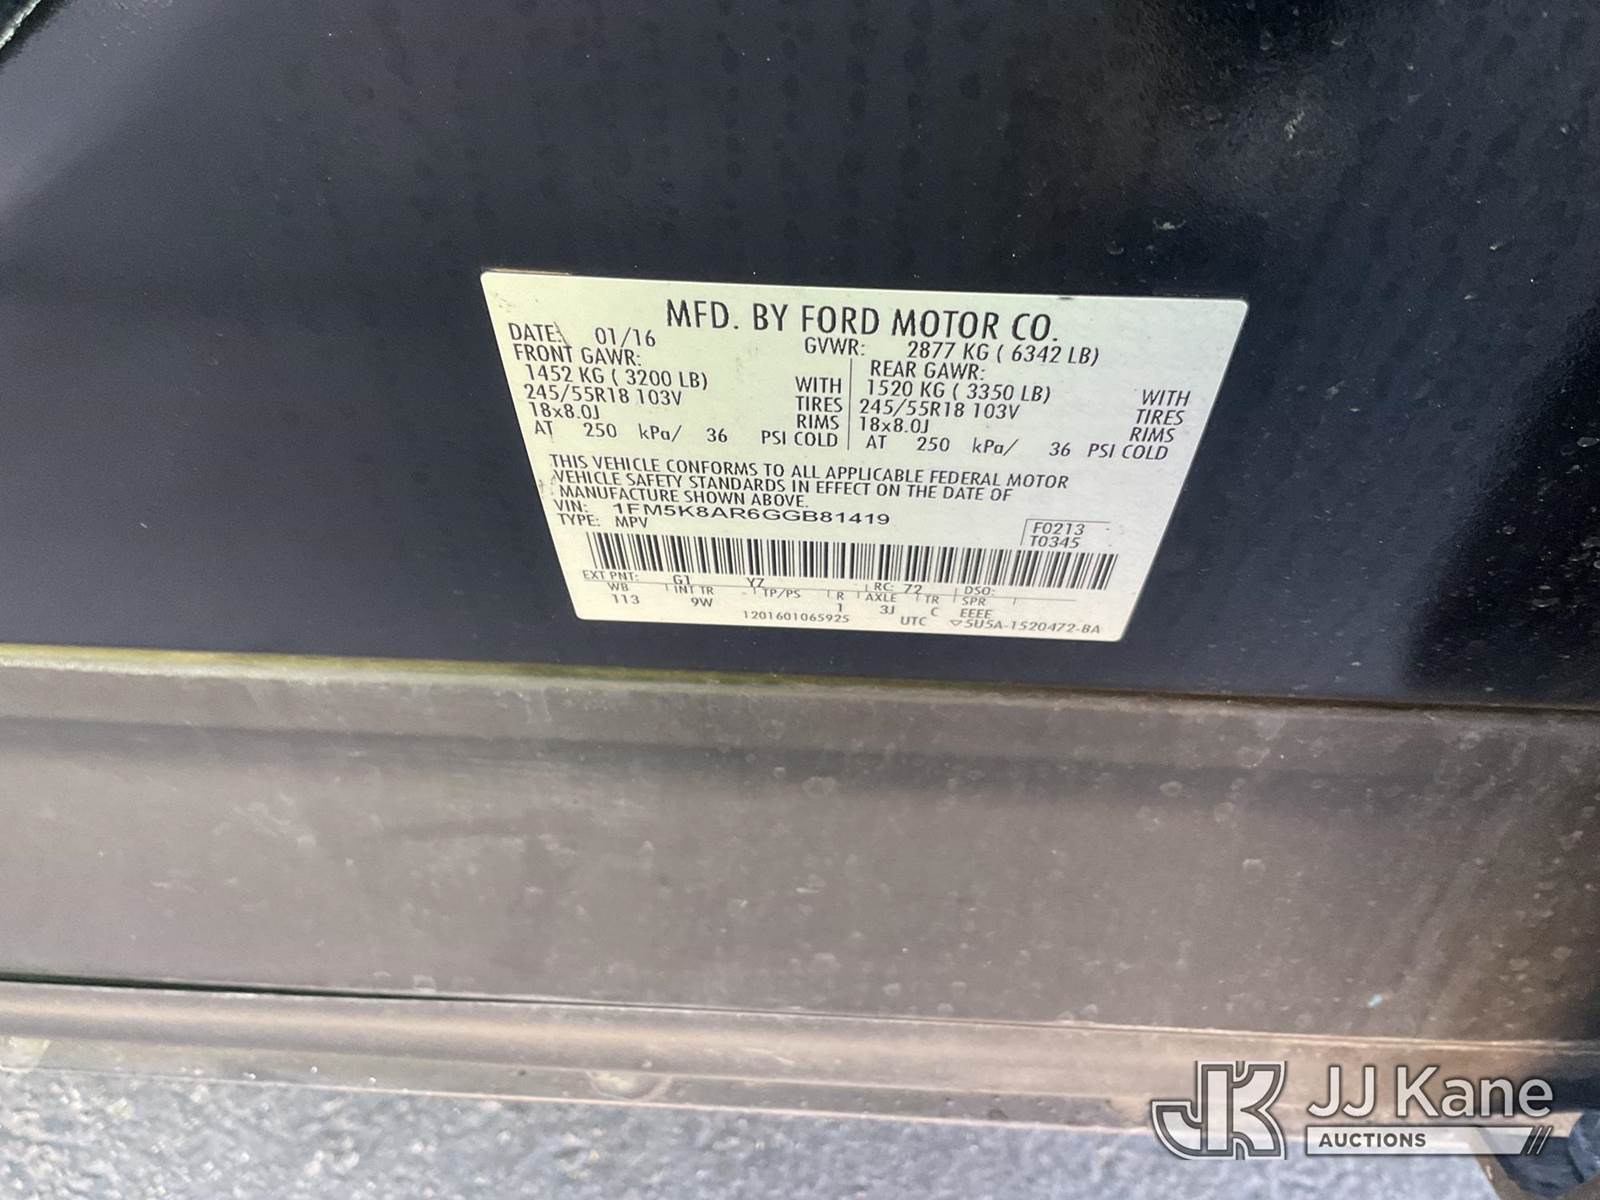 MFD. BY FORD MOTOR CO.
DATE: 01/16 GVWR: 2877 KG ( 6342 LB)
FRONT GAWR: REAR GAWR:
1452 KG ( 3200 LB) WITH 1520 KG ( 3350 LB) WITH
245/55R18 103V TIRES 245/55R18 103V TIRES
18x8.0J RIMS 18x8.0J RIMS
AT 250 kPa/ 36 PSI COLD AT 250 kPa/ 36 PSI COLD
THIS VEHICLE CONFORMS TO ALL APPLICABLE FEDERAL MOTOR
VEHICLE SAFETY STANDARDS IN EFFECT ON THE DATE OF
MANUFACTURE SHOWN ABOVE.
VIN: 1FM5K8AR6GGB81419
TYPE: MPV
F0213
T0345
EXT PNT: G1 YZ RC: 72 DSO:
WB INT TR TP/PS R AXLE TR SPR
113 9W 1 3J C EEEE
1201601065925 UTC ▽5U5A-1520472-BA
JK JJ Kane
AUCTIONS